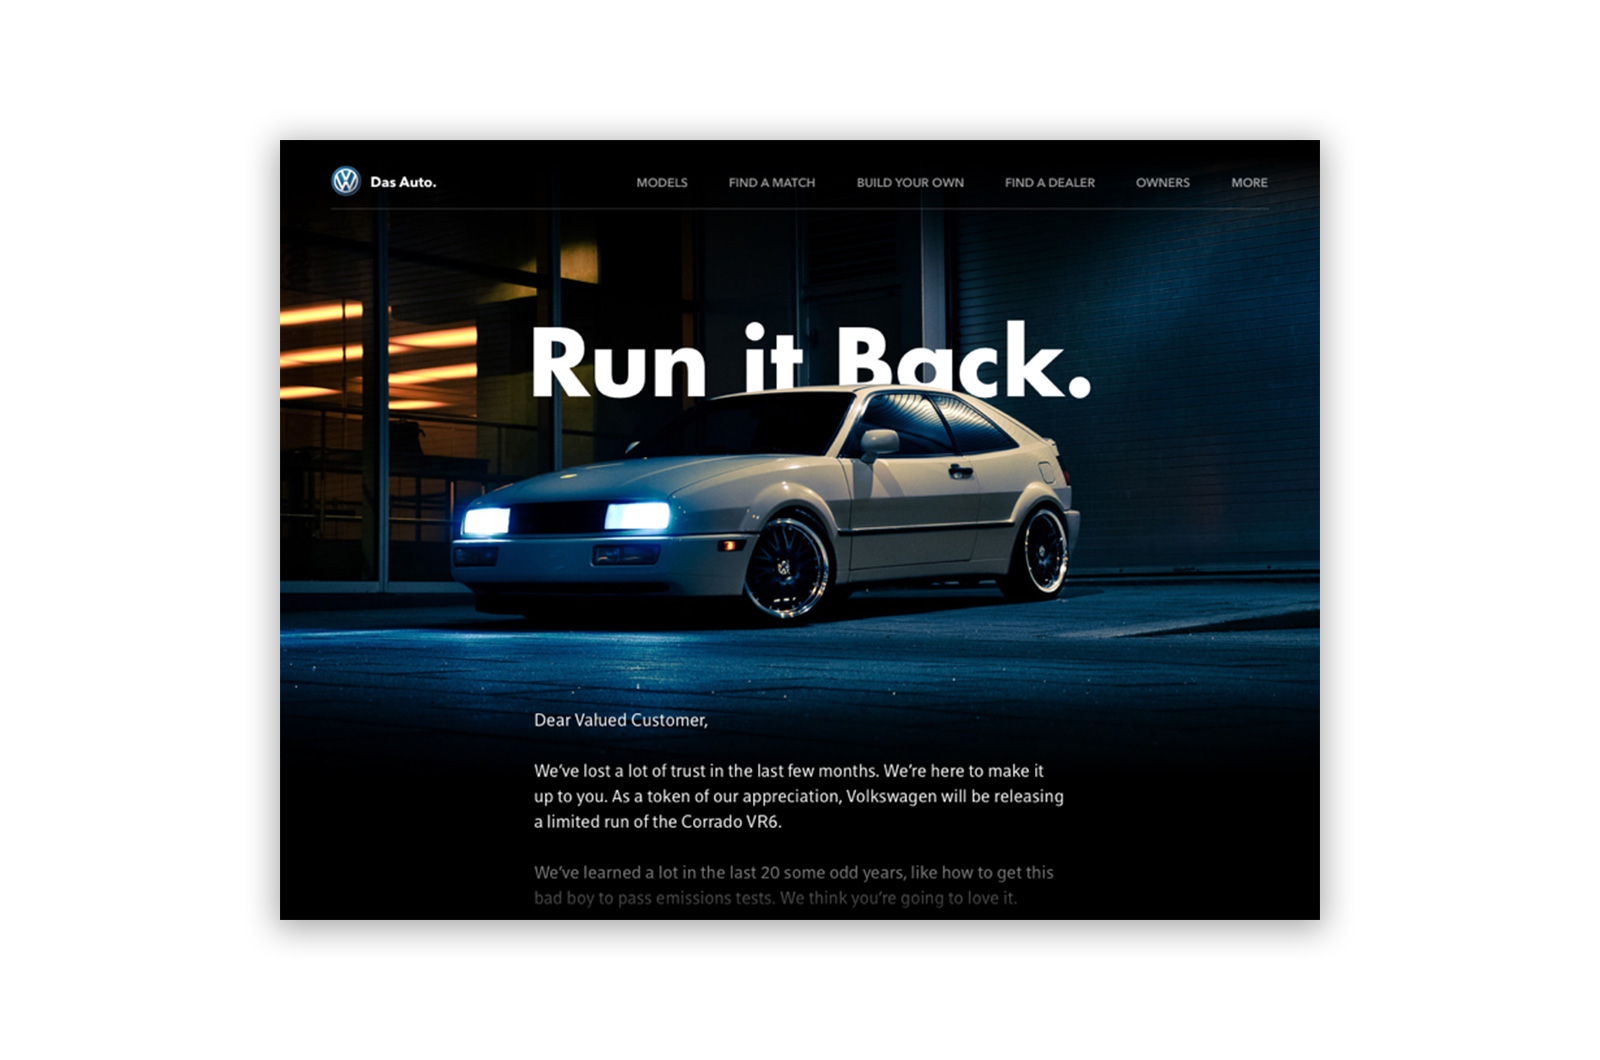 Das Auto.
MODELS FIND A MATCH BUILD YOUR OWN FIND A DEALER OWNERS MORE
Run it Back.
Dear Valued Customer,
We’ve lost a lot of trust in the last few months. We’re here to make it
up to you. As a token of our appreciation, Volkswagen will be releasing
a limited run of the Corrado VR6.
We’ve learned a lot in the last 20 some odd years, like how to get this
bad boy to pass emissions tests. We think you’re going to love it.